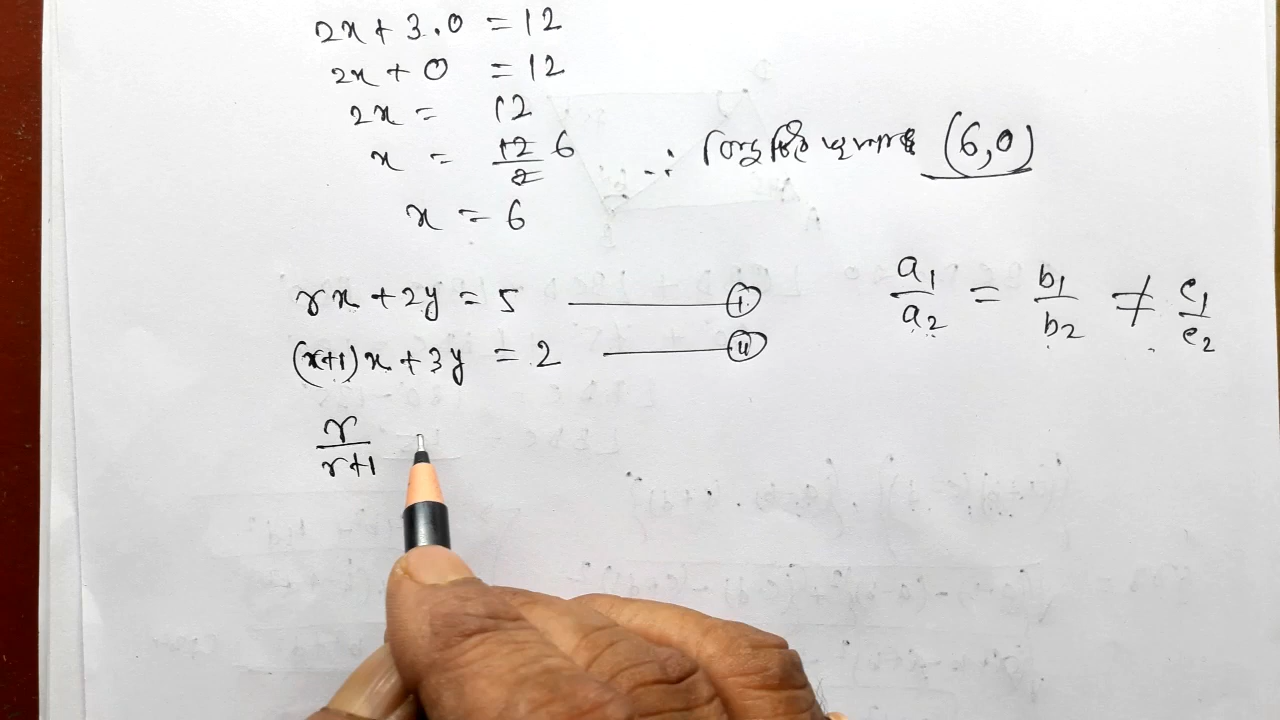 2x + 3.0 = 12
2x + 0 = 12
2x = 12
x = 12/2 6 ∴ (6,0)
x = 6
rx + 2y = 5 ——— (i)
(r+1)x + 3y = 2 ——— (ii)
a₁/a₂ = b₁/b₂ ≠ c₁/c₂
r/r+1